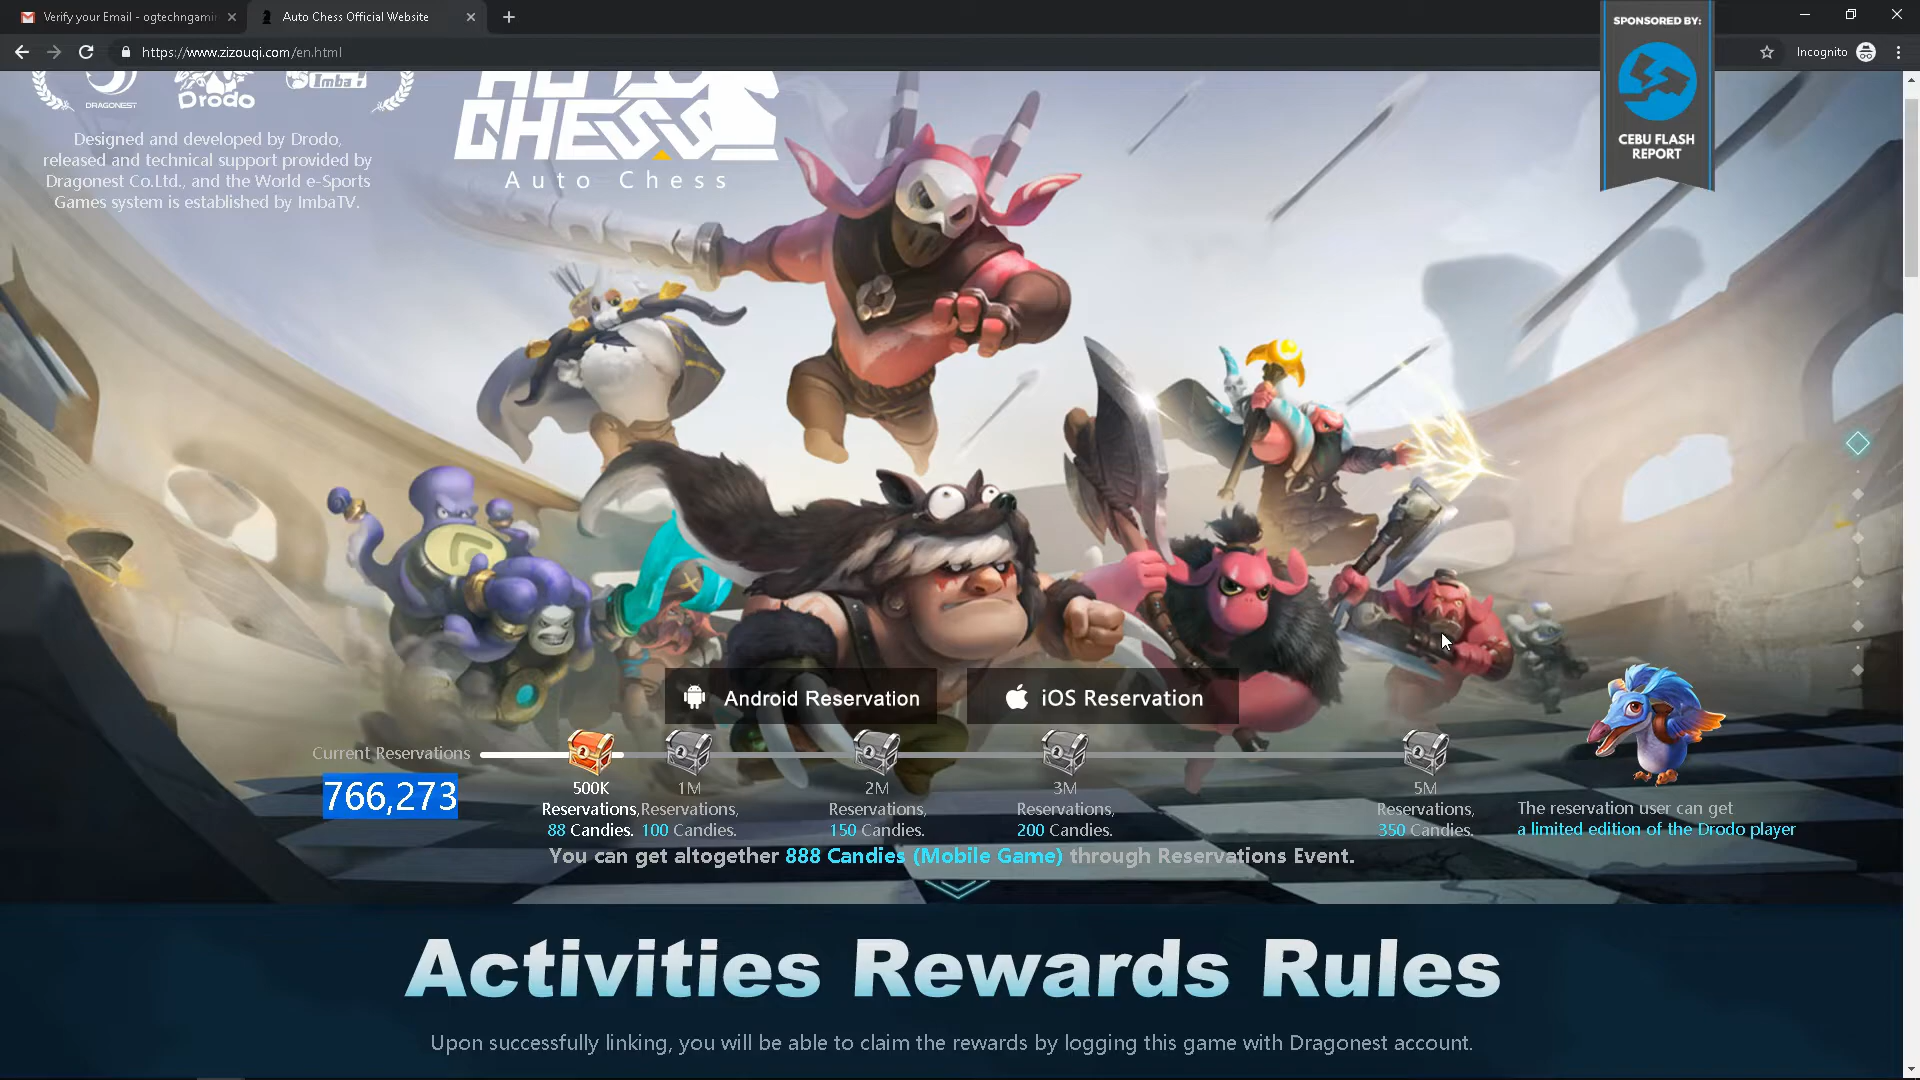 Verify your Email - ogtechngami
Auto Chess Official Website
SPONSORED BY:
CEBU FLASH
REPORT
https://www.zizouqi.com/en.html
Incognito
DRAGONEST
Drodo
Imba
AUTO
CHESS
Auto Chess
Designed and developed by Drodo,
released and technical support provided by
Dragonest Co.Ltd., and the World e-Sports
Games system is established by ImbaTV.
Android Reservation
iOS Reservation
Current Reservations
766,273
500K
Reservations,
88 Candies.
1M
Reservations,
100 Candies.
2M
Reservations,
150 Candies.
3M
Reservations,
200 Candies.
5M
Reservations,
350 Candies.
The reservation user can get
a limited edition of the Drodo player
You can get altogether 888 Candies (Mobile Game) through Reservations Event.
Activities Rewards Rules
Upon successfully linking, you will be able to claim the rewards by logging this game with Dragonest account.